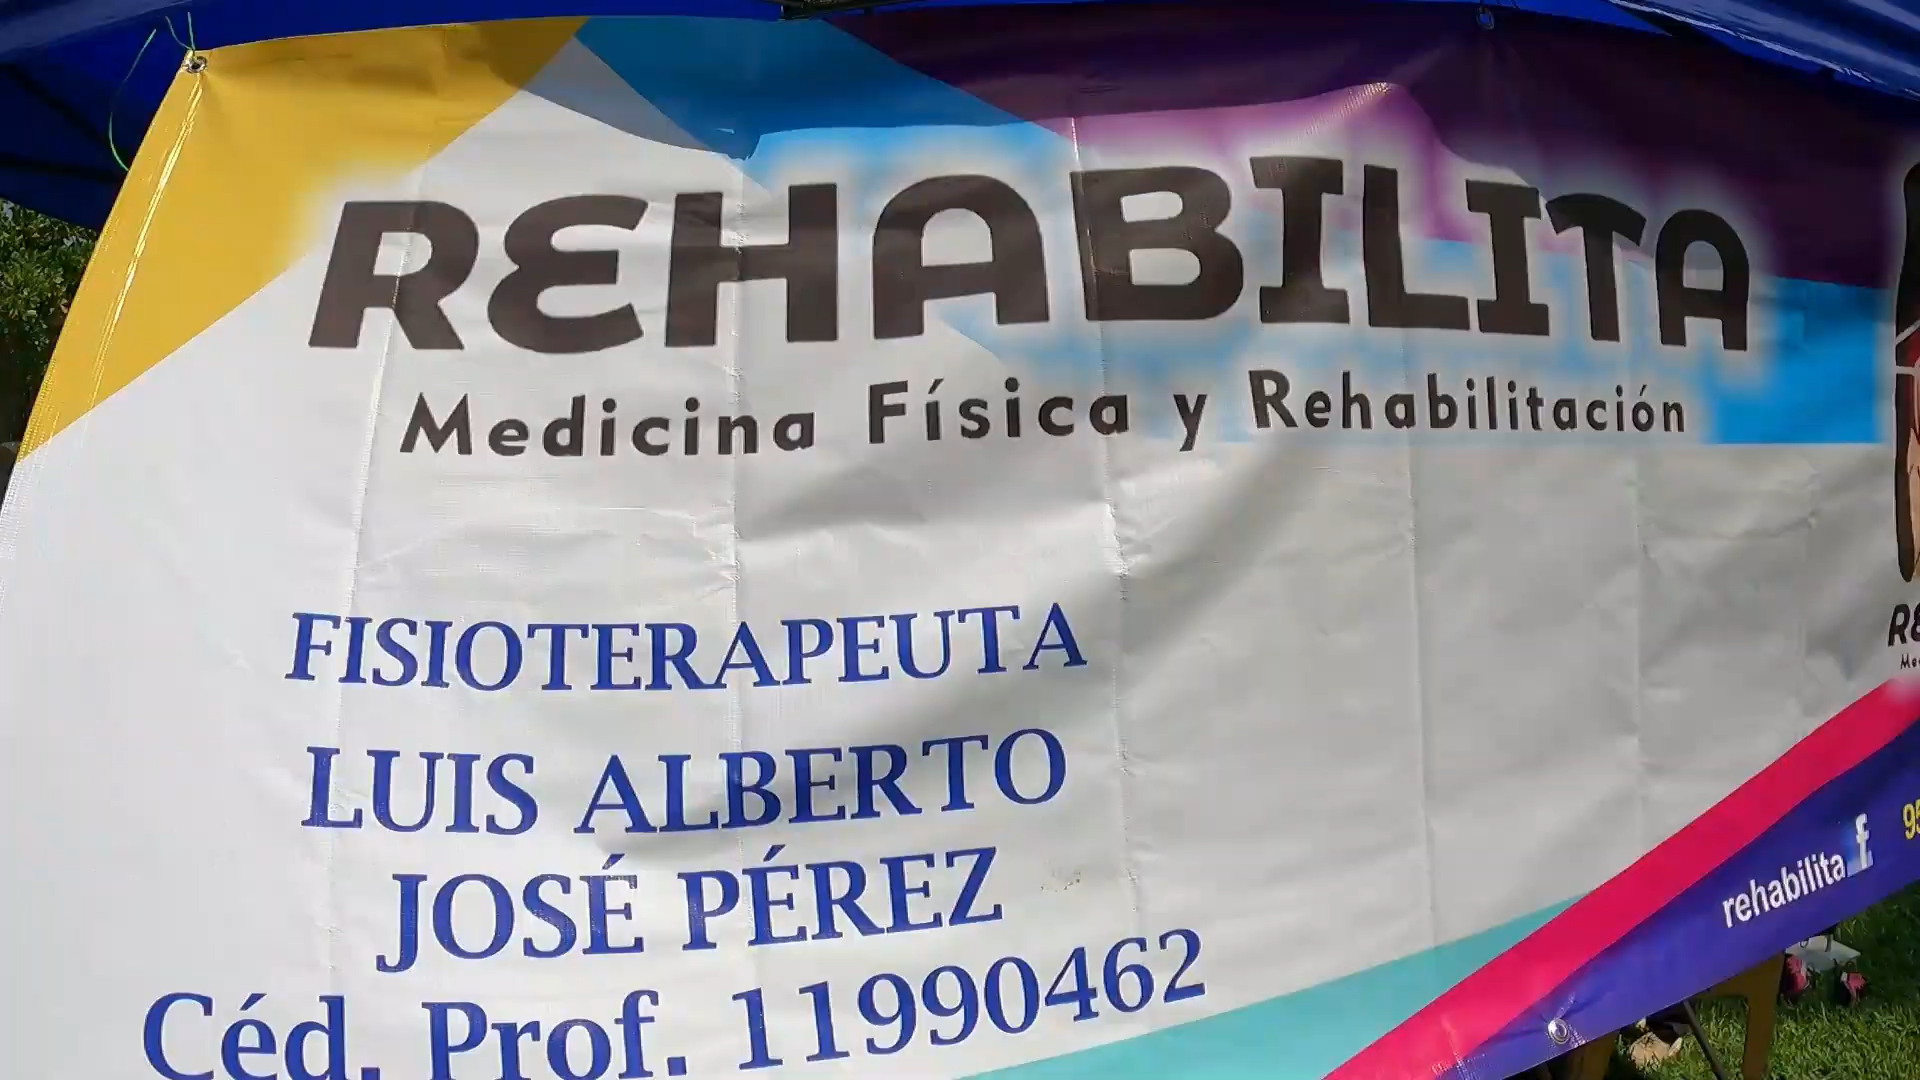 REHABILITA
Medicina Física y Rehabilitación
FISIOTERAPEUTA
LUIS ALBERTO
JOSÉ PÉREZ
Céd. Prof. 11990462
rehabilita f